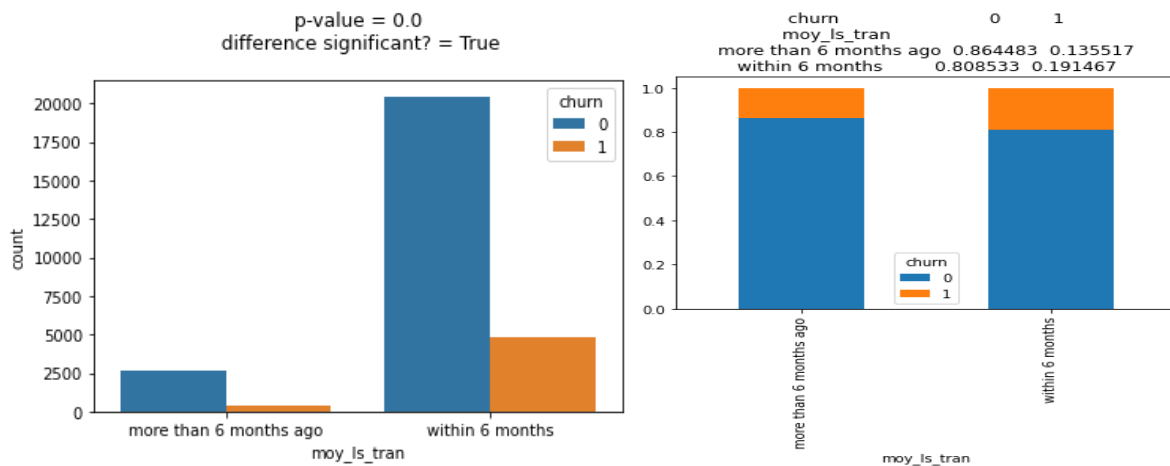 p-value = 0.0
difference significant? = True
churn
0
1
20000
17500
15000
12500
10000
7500
5000
2500
0
count
more than 6 months ago within 6 months
moy_ls_tran
churn 0 1
moy_ls_tran
more than 6 months ago 0.864483 0.135517
within 6 months 0.808533 0.191467
1.0
0.8
0.6
0.4
0.2
0.0
churn
0
1
more than 6 months ago
within 6 months
moy_ls_tran